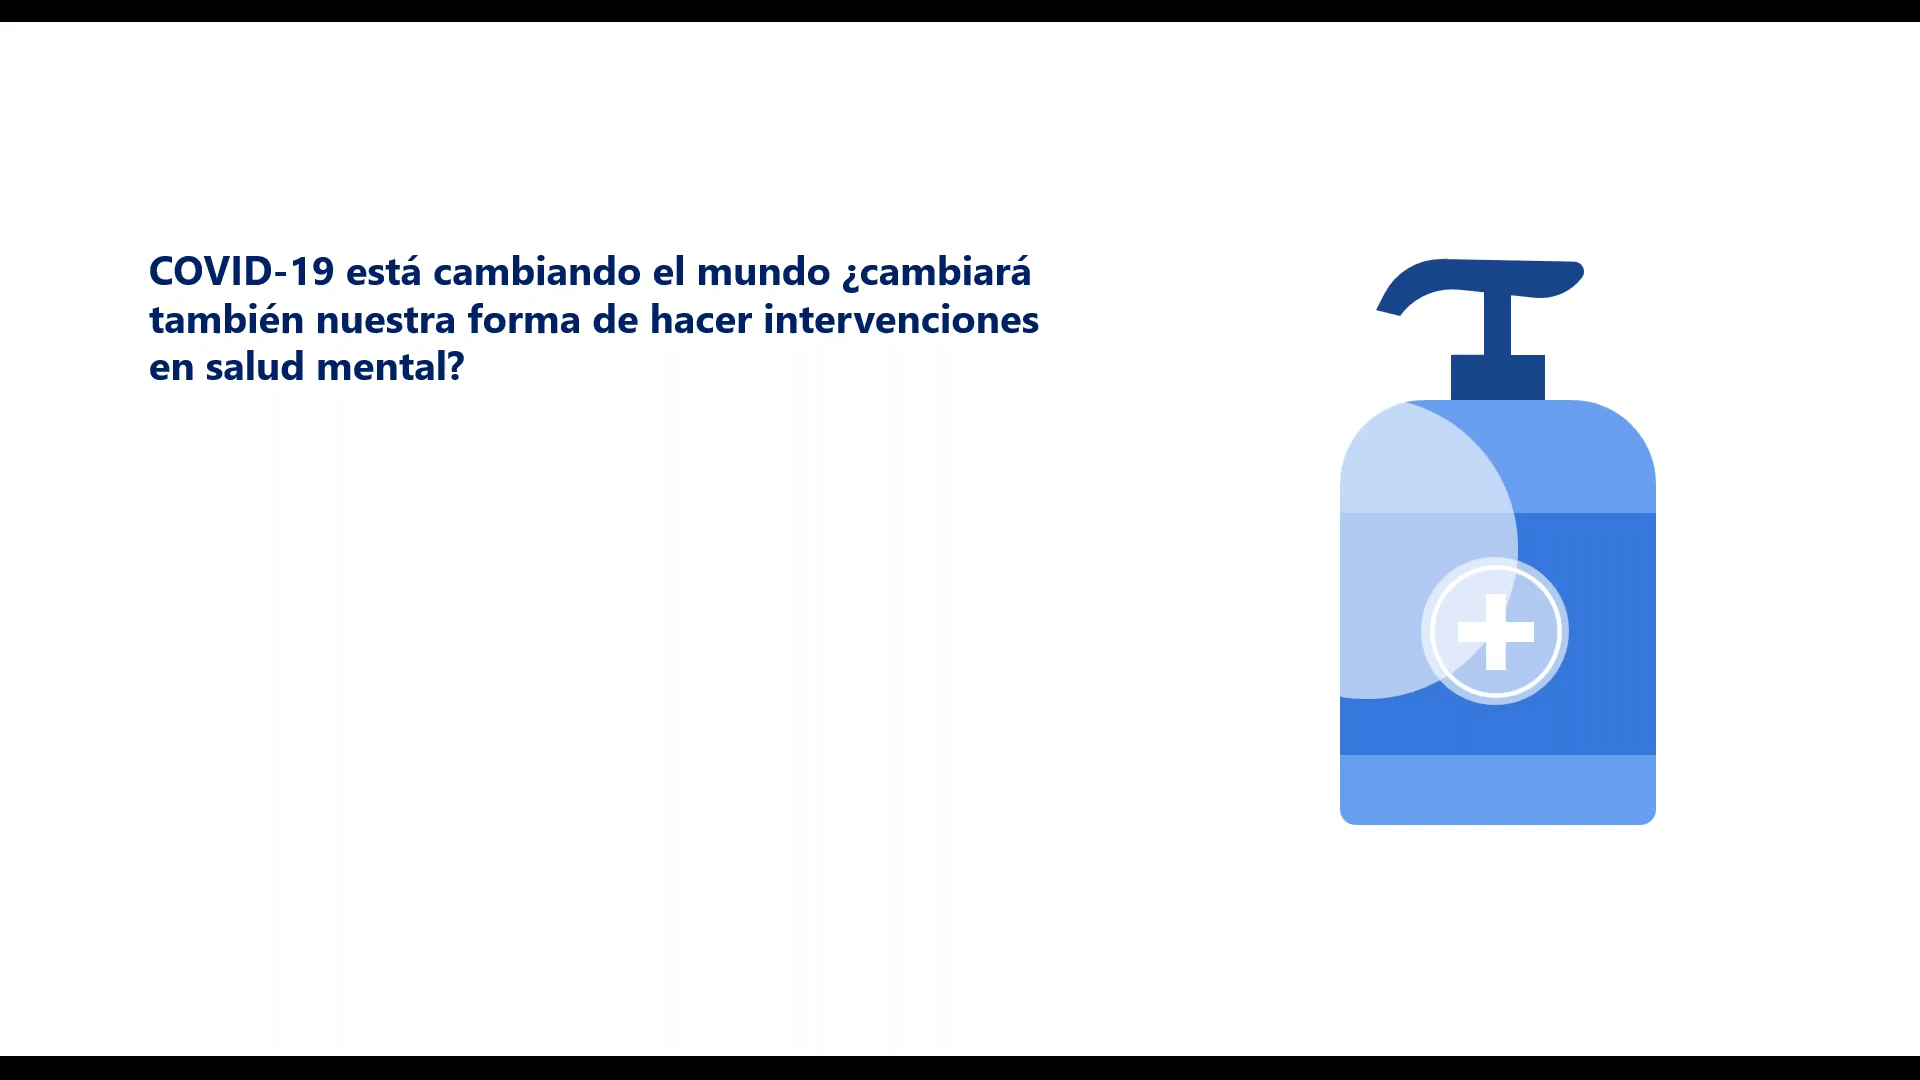 COVID-19 está cambiando el mundo ¿cambiará
también nuestra forma de hacer intervenciones
en salud mental?